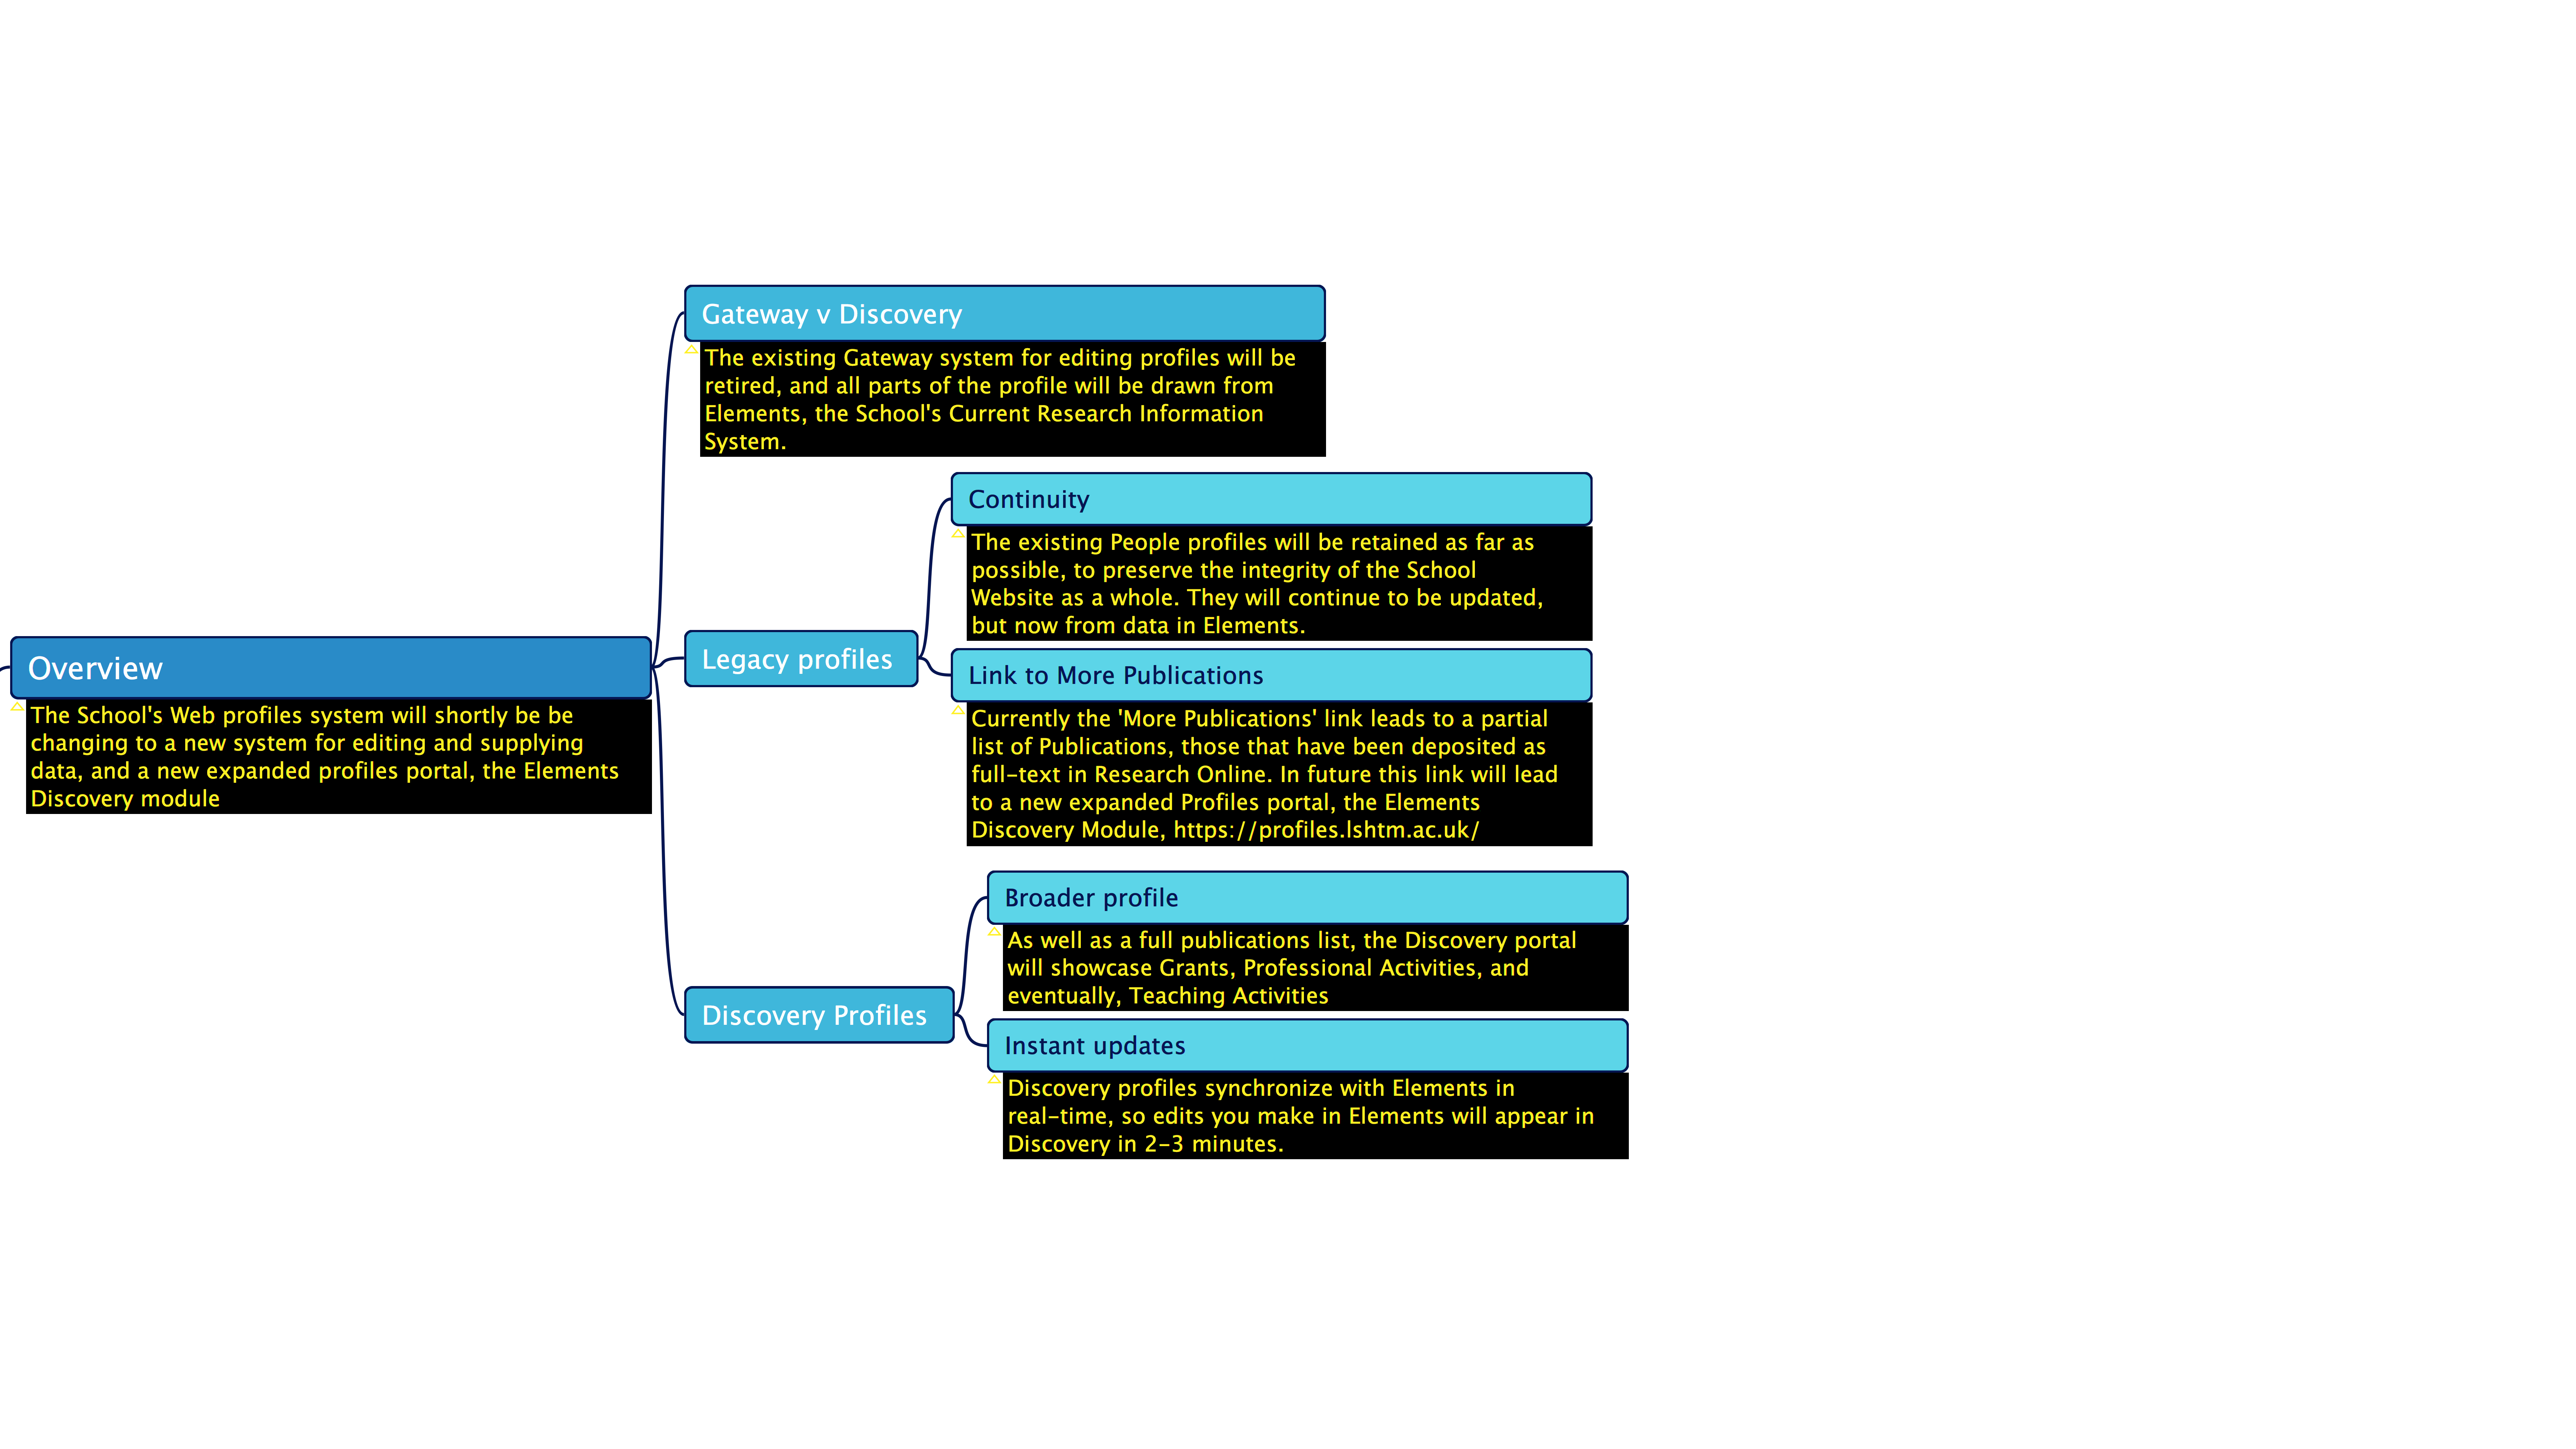 Overview
The School's Web profiles system will shortly be be
changing to a new system for editing and supplying
data, and a new expanded profiles portal, the Elements
Discovery module
Gateway v Discovery
The existing Gateway system for editing profiles will be
retired, and all parts of the profile will be drawn from
Elements, the School's Current Research Information
System.
Legacy profiles
Continuity
The existing People profiles will be retained as far as
possible, to preserve the integrity of the School
Website as a whole. They will continue to be updated,
but now from data in Elements.
Link to More Publications
Currently the 'More Publications' link leads to a partial
list of Publications, those that have been deposited as
full-text in Research Online. In future this link will lead
to a new expanded Profiles portal, the Elements
Discovery Module, https://profiles.lshtm.ac.uk/
Discovery Profiles
Broader profile
As well as a full publications list, the Discovery portal
will showcase Grants, Professional Activities, and
eventually, Teaching Activities
Instant updates
Discovery profiles synchronize with Elements in
real-time, so edits you make in Elements will appear in
Discovery in 2-3 minutes.